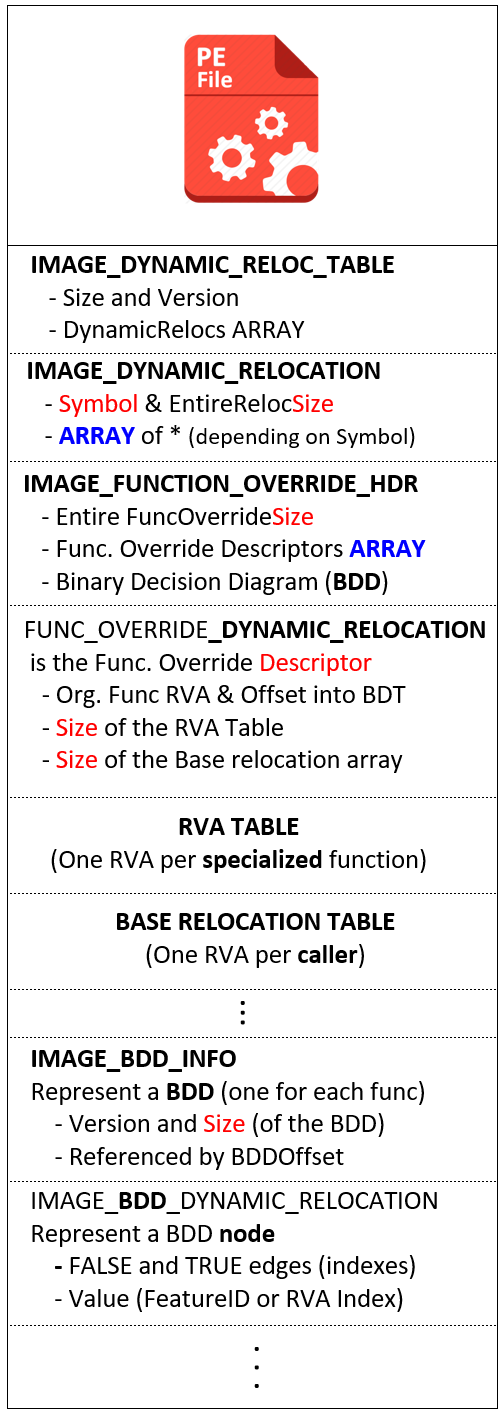 PE
File
IMAGE_DYNAMIC_RELOC_TABLE
- Size and Version
- DynamicRelocs ARRAY
IMAGE_DYNAMIC_RELOCATION
- Symbol & EntireRelocSize
- ARRAY of * (depending on Symbol)
IMAGE_FUNCTION_OVERRIDE_HDR
- Entire FuncOverrideSize
- Func. Override Descriptors ARRAY
- Binary Decision Diagram (BDD)
FUNC_OVERRIDE_DYNAMIC_RELOCATION
is the Func. Override Descriptor
- Org. Func RVA & Offset into BDT
- Size of the RVA Table
- Size of the Base relocation array
RVA TABLE
(One RVA per specialized function)
BASE RELOCATION TABLE
(One RVA per caller)
⋮
IMAGE_BDD_INFO
Represent a BDD (one for each func)
- Version and Size (of the BDD)
- Referenced by BDDOffset
IMAGE_BDD_DYNAMIC_RELOCATION
Represent a BDD node
- FALSE and TRUE edges (indexes)
- Value (FeatureID or RVA Index)
⋮